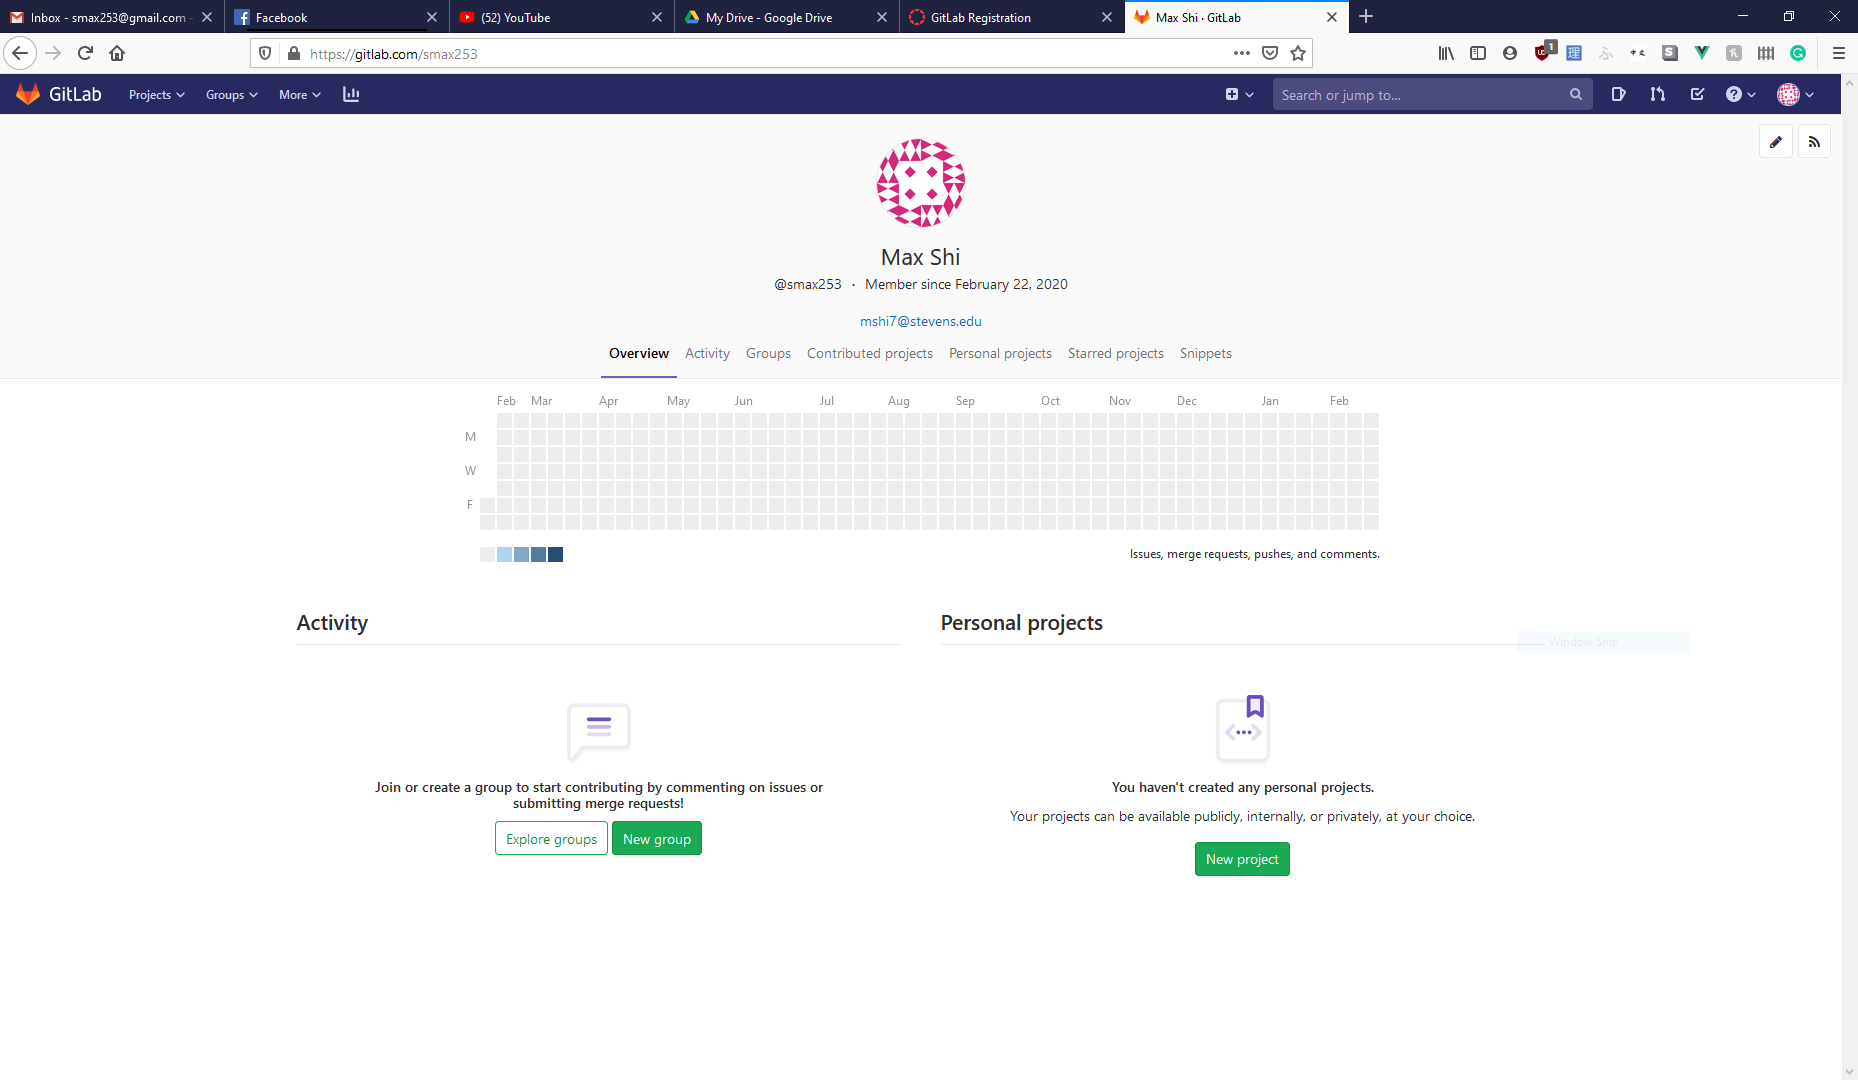 Inbox - smax253@gmail.com - Facebook (52) YouTube My Drive - Google Drive GitLab Registration Max Shi · GitLab
https://gitlab.com/smax253
1
GitLab Projects Groups More Search or jump to...
Max Shi
@smax253 · Member since February 22, 2020
mshi7@stevens.edu
Overview Activity Groups Contributed projects Personal projects Starred projects Snippets
Feb Mar Apr May Jun Jul Aug Sep Oct Nov Dec Jan Feb
M
W
F
Issues, merge requests, pushes, and comments.
Activity Personal projects
Window Snip
Join or create a group to start contributing by commenting on issues or
submitting merge requests!
Explore groups New group
You haven't created any personal projects.
Your projects can be available publicly, internally, or privately, at your choice.
New project